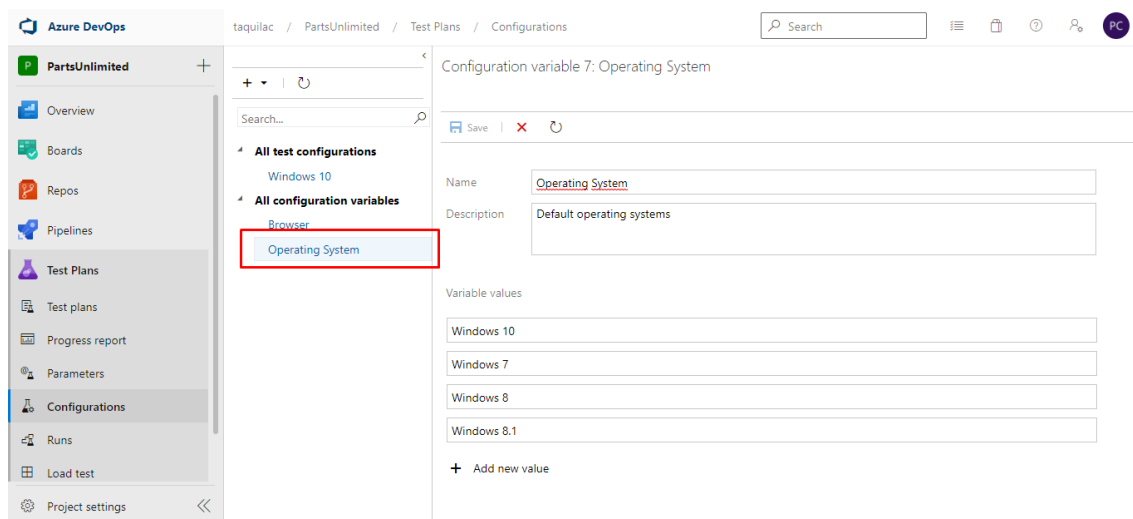 Azure DevOps
taquilac / PartsUnlimited / Test Plans / Configurations
Search
PC
P PartsUnlimited
Overview
Boards
Repos
Pipelines
Test Plans
Test plans
Progress report
Parameters
Configurations
Runs
Load test
Project settings
Search...
All test configurations
Windows 10
All configuration variables
Browser
Operating System
Configuration variable 7: Operating System
Save
Name
Operating System
Description
Default operating systems
Variable values
Windows 10
Windows 7
Windows 8
Windows 8.1
+ Add new value